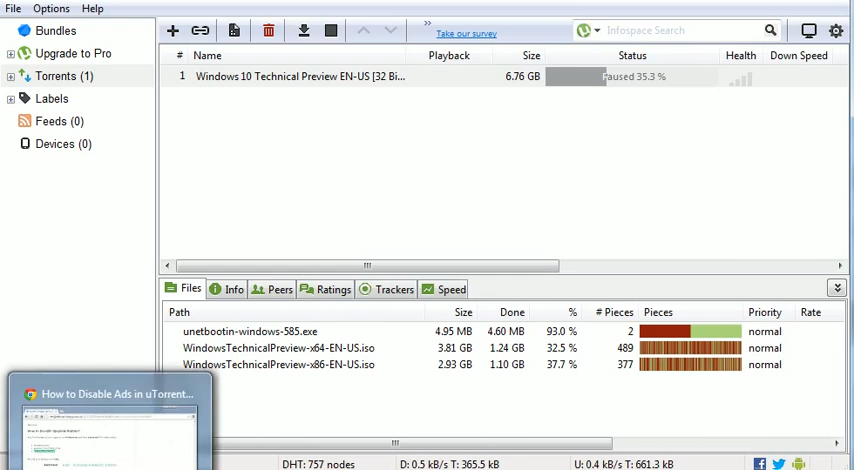 File Options Help
Bundles
Upgrade to Pro
Torrents (1)
Labels
Feeds (0)
Devices (0)
Take our survey
Infospace Search
# Name Playback Size Status Health Down Speed
1 Windows 10 Technical Preview EN-US [32 Bi... 6.76 GB Paused 35.3 %
Files Info Peers Ratings Trackers Speed
Path Size Done % # Pieces Pieces Priority Rate
unetbootin-windows-585.exe 4.95 MB 4.60 MB 93.0 % 2 normal
WindowsTechnicalPreview-x64-EN-US.iso 3.81 GB 1.24 GB 32.5 % 489 normal
WindowsTechnicalPreview-x86-EN-US.iso 2.93 GB 1.10 GB 37.7 % 377 normal
How to Disable Ads in uTorrent...
DHT: 757 nodes D: 0.5 kB/s T: 365.5 kB U: 0.4 kB/s T: 661.3 kB